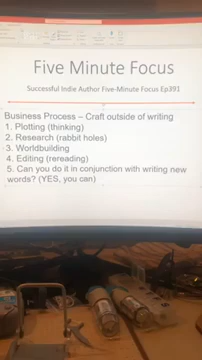 Five Minute Focus
Successful Indie Author Five-Minute Focus Ep391
Business Process – Craft outside of writing
1. Plotting (thinking)
2. Research (rabbit holes)
3. Worldbuilding
4. Editing (rereading)
5. Can you do it in conjunction with writing new
words? (YES, you can)